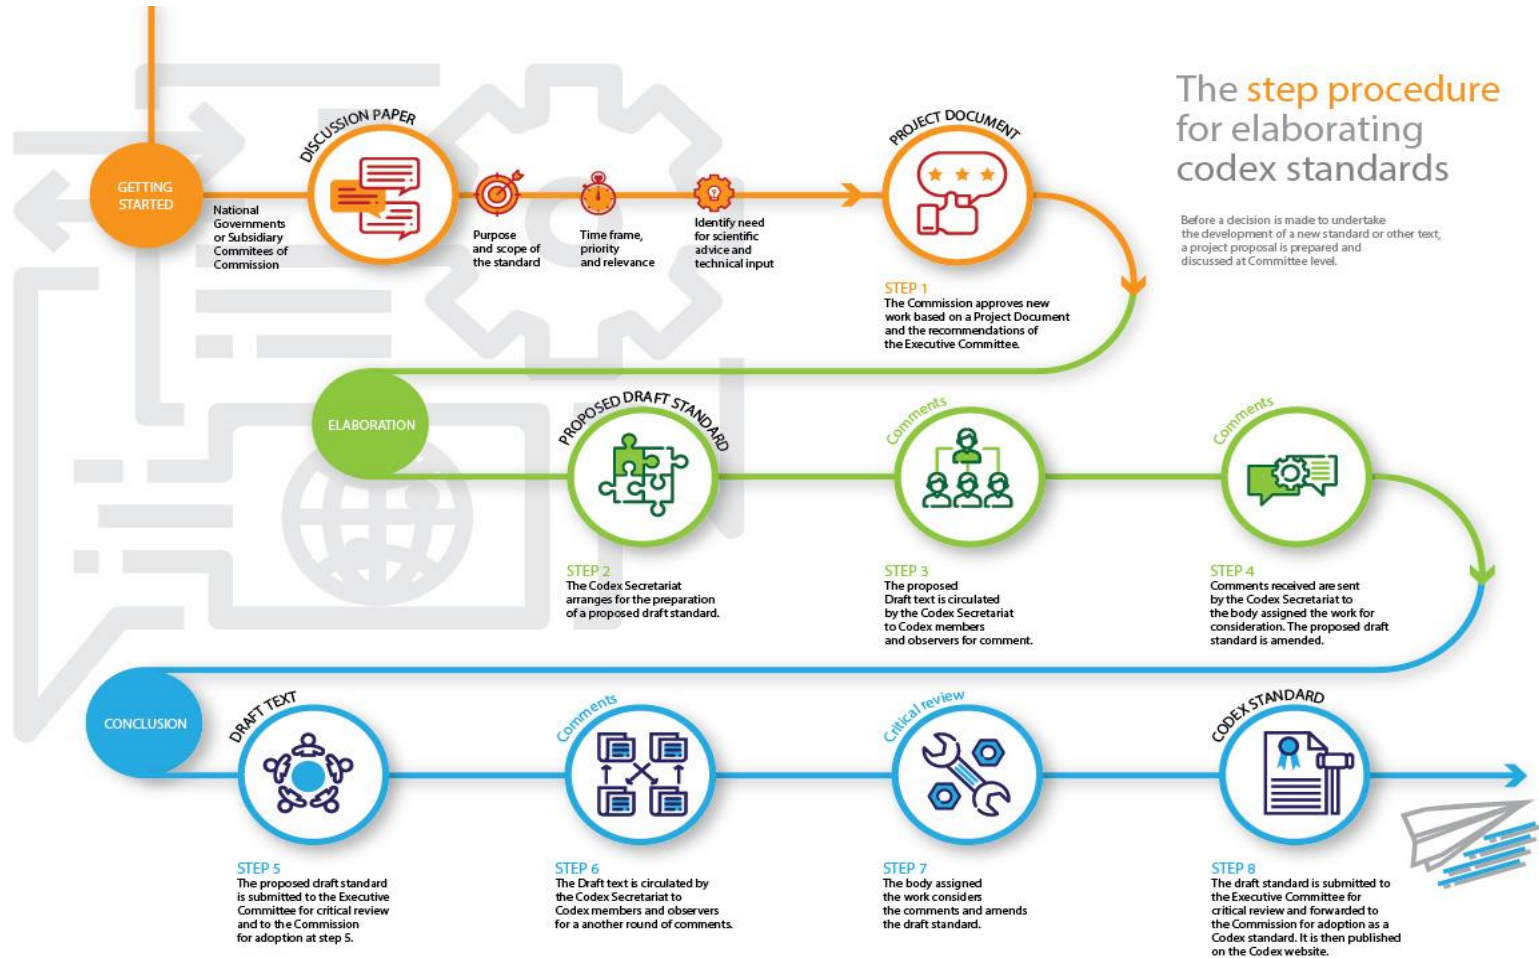 The step procedure
for elaborating
codex standards
Before a decision is made to undertake
the development of a new standard or other text,
a project proposal is prepared and
discussed at Committee level.
GETTING
STARTED
National
Governments
or Subsidiary
Commitees of
Commission
DISCUSSION PAPER
Purpose
and scope of
the standard
Time frame,
priority
and relevance
Identify need
for scientific
advice and
technical input
PROJECT DOCUMENT
STEP 1
The Commission approves new
work based on a Project Document
and the recommendations of
the Executive Committee.
ELABORATION
PROPOSED DRAFT STANDARD
STEP 2
The Codex Secretariat
arranges for the preparation
of a proposed draft standard.
Comments
STEP 3
The proposed
Draft text is circulated
by the Codex Secretariat
to Codex members
and observers for comment.
Comments
STEP 4
Comments received are sent
by the Codex Secretariat to
the body assigned the work for
consideration. The proposed draft
standard is amended.
CONCLUSION
DRAFT TEXT
STEP 5
The proposed draft standard
is submitted to the Executive
Committee for critical review
and to the Commission
for adoption at step 5.
Comments
STEP 6
The Draft text is circulated by
the Codex Secretariat to
Codex members and observers
for a another round of comments.
Critical review
STEP 7
The body assigned
the work considers
the comments and amends
the draft standard.
CODEX STANDARD
STEP 8
The draft standard is submitted to
the Executive Committee for
critical review and forwarded to
the Commission for adoption as a
Codex standard. It is then published
on the Codex website.